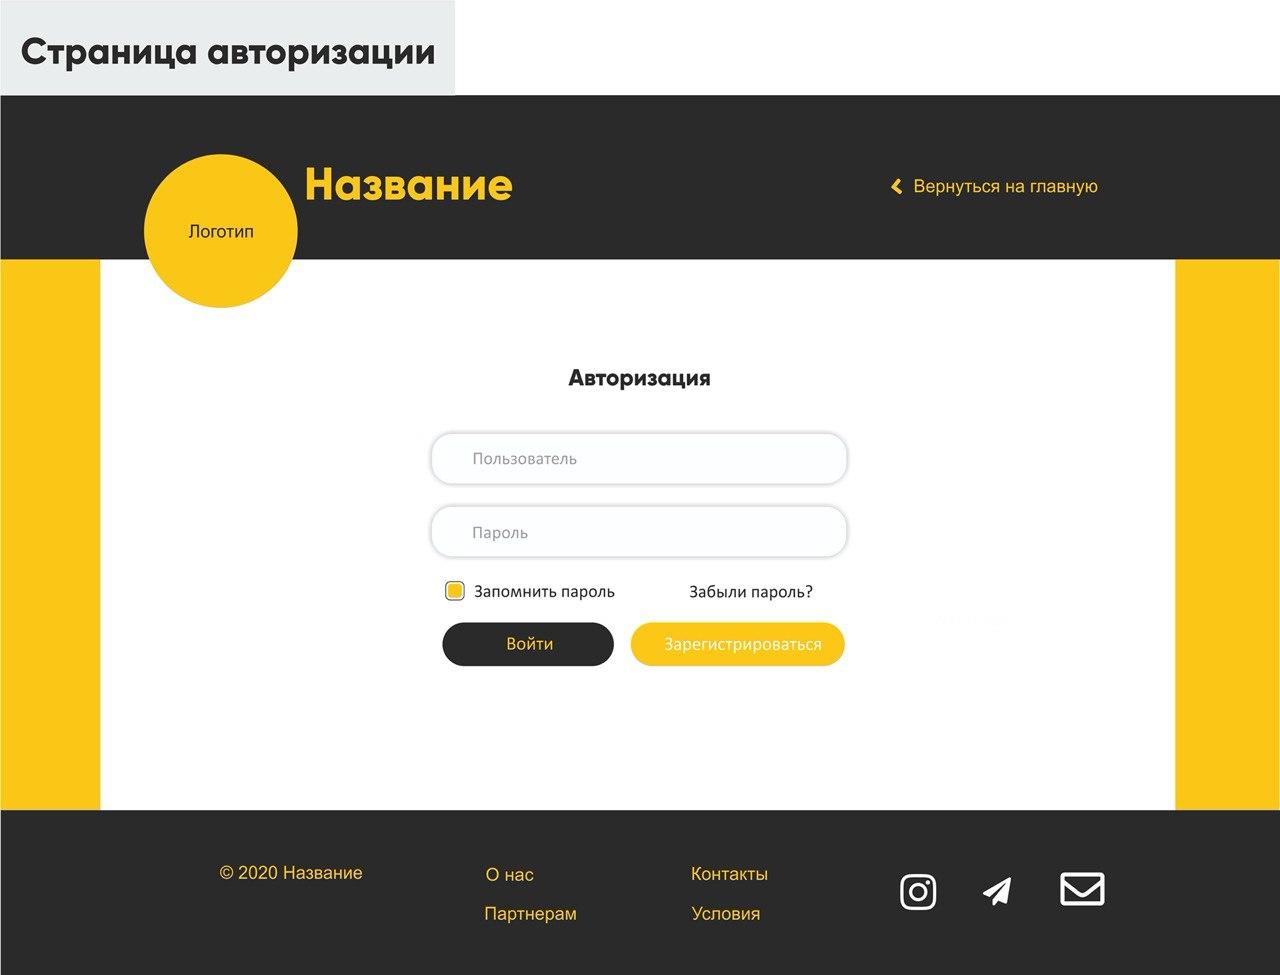 Страница авторизации
Название
Вернуться на главную
Логотип
Авторизация
Пользователь
Пароль
Запомнить пароль
Забыли пароль?
Войти
Зарегистрироваться
© 2020 Название
О нас
Контакты
Партнерам
Условия